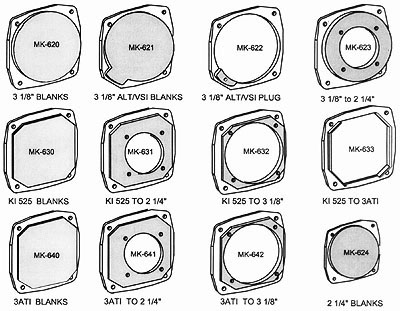 MK-620
MK-621
MK-622
MK-623
3 1/8" BLANKS
3 1/8" ALT/VSI BLANKS
3 1/8" ALT/VSI PLUG
3 1/8" to 2 1/4"
MK-630
MK-631
MK-632
MK-633
KI 525 BLANKS
KI 525 TO 2 1/4"
KI 525 TO 3 1/8"
KI 525 TO 3ATI
MK-640
MK-641
MK-642
MK-624
3ATI BLANKS
3ATI TO 2 1/4"
3ATI TO 3 1/8"
2 1/4" BLANKS